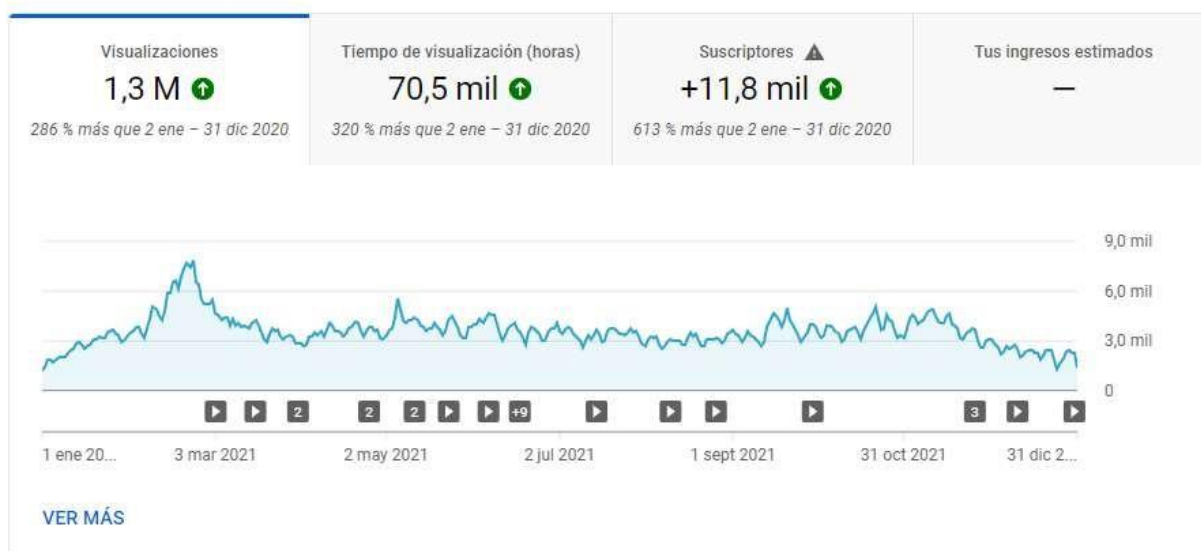 Visualizaciones
1,3 M
286 % más que 2 ene – 31 dic 2020
Tiempo de visualización (horas)
70,5 mil
320 % más que 2 ene – 31 dic 2020
Suscriptores
+11,8 mil
613 % más que 2 ene – 31 dic 2020
Tus ingresos estimados
—
9,0 mil
6,0 mil
3,0 mil
0
2 2 2 +9 3
1 ene 20... 3 mar 2021 2 may 2021 2 jul 2021 1 sept 2021 31 oct 2021 31 dic 2...
VER MÁS